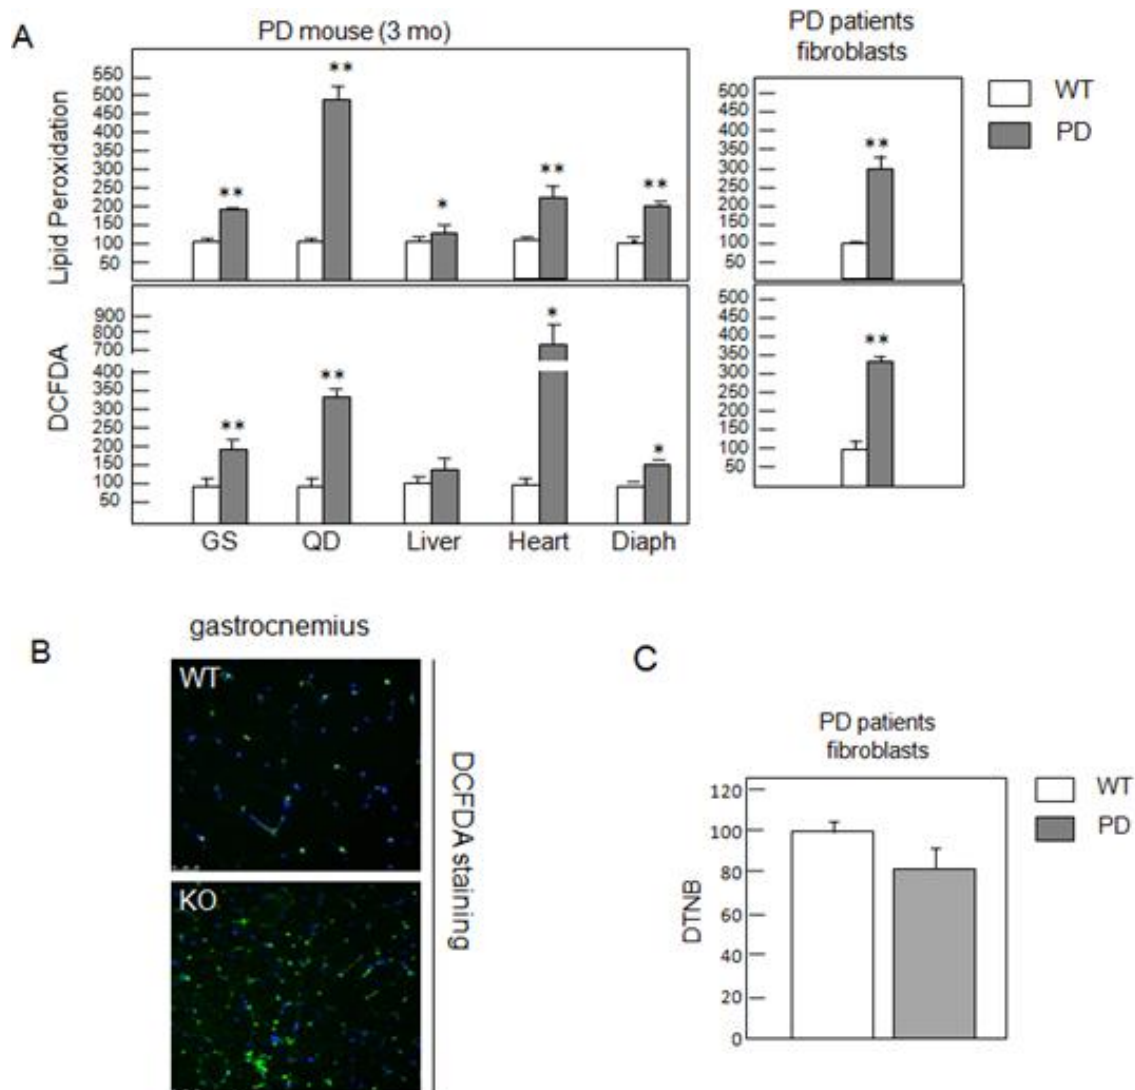 A
PD mouse (3 mo)
PD patients
fibroblasts
WT
PD
Lipid Peroxidation
550
500
450
400
350
300
250
200
150
100
50
** ** * ** **
500
450
400
350
300
250
200
150
100
50
**
DCFDA
900
800
700
400
350
300
250
200
150
100
50
** ** * *
500
450
400
350
300
250
200
150
100
50
**
GS QD Liver Heart Diaph
B
gastrocnemius
WT
KO
DCFDA staining
C
PD patients
fibroblasts
WT
PD
DTNB
120
100
80
60
40
20
0